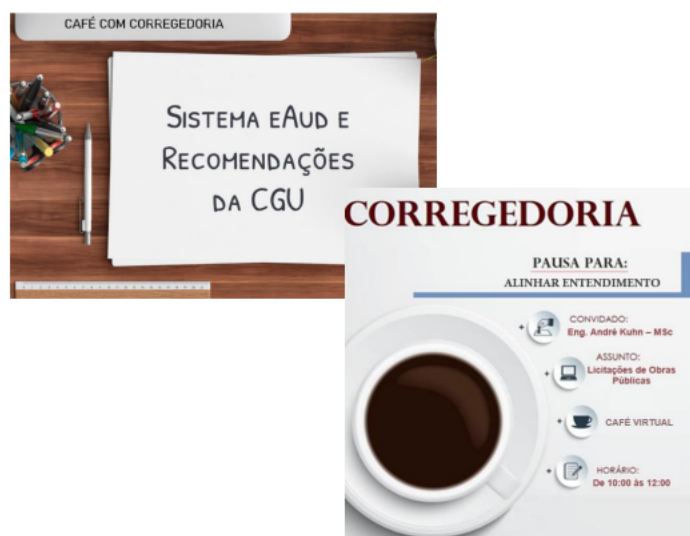 CAFÉ COM CORREGEDORIA
SISTEMA EAUD E
RECOMENDAÇÕES
DA CGU
CORREGEDORIA
PAUSA PARA:
ALINHAR ENTENDIMENTO
CONVIDADO:
Eng. André Kuhn – MSc
ASSUNTO:
Licitações de Obras
Públicas
CAFÉ VIRTUAL
HORÁRIO:
De 10:00 às 12:00